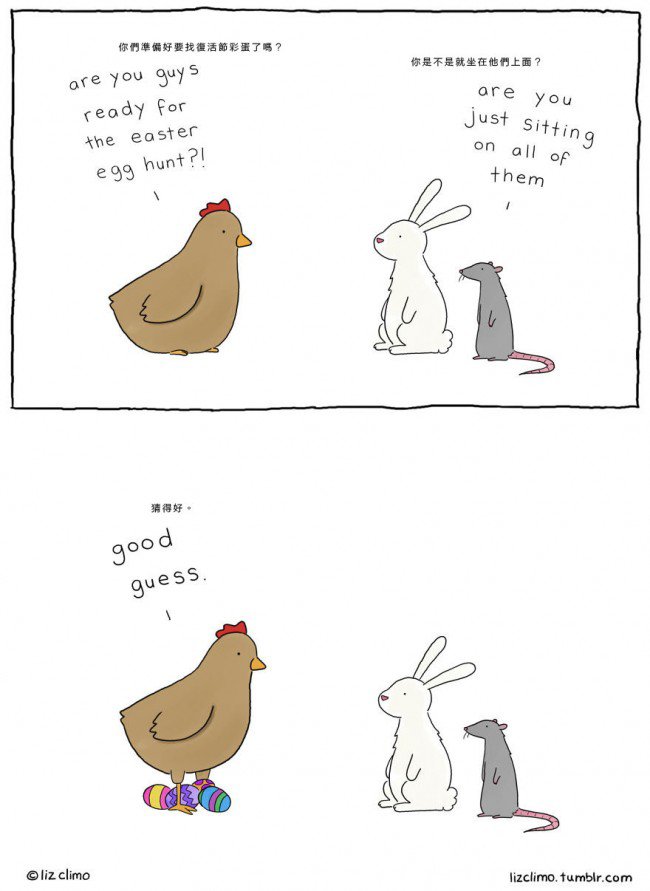 你們準備好要找復活節彩蛋了嗎？
are you guys
ready for
the easter
egg hunt?!
你是不是就坐在他們上面？
are you
just sitting
on all of
them
猜得好。
good
guess.
©liz climo
lizclimo.tumblr.com